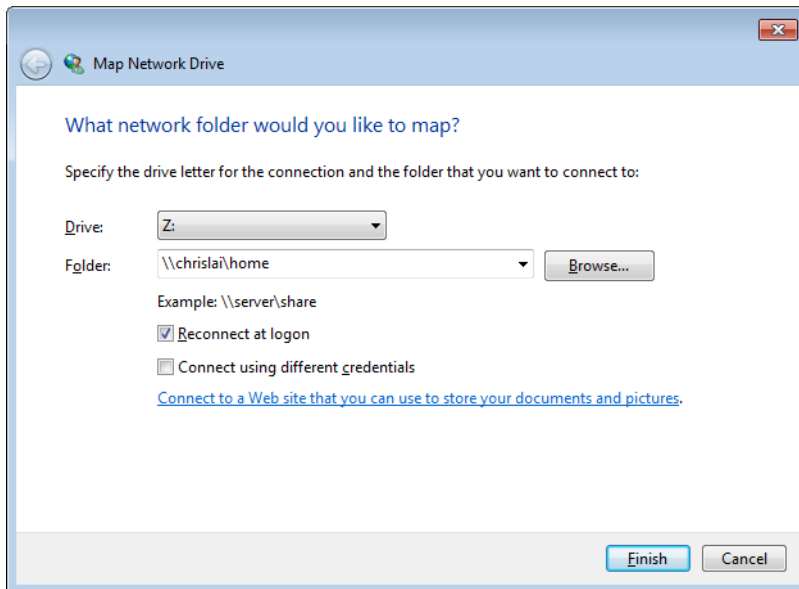 Map Network Drive
What network folder would you like to map?
Specify the drive letter for the connection and the folder that you want to connect to:
Drive: Z:
Folder: \\chrislai\home Browse...
Example: \\server\share
Reconnect at logon
Connect using different credentials
Connect to a Web site that you can use to store your documents and pictures.
Finish Cancel